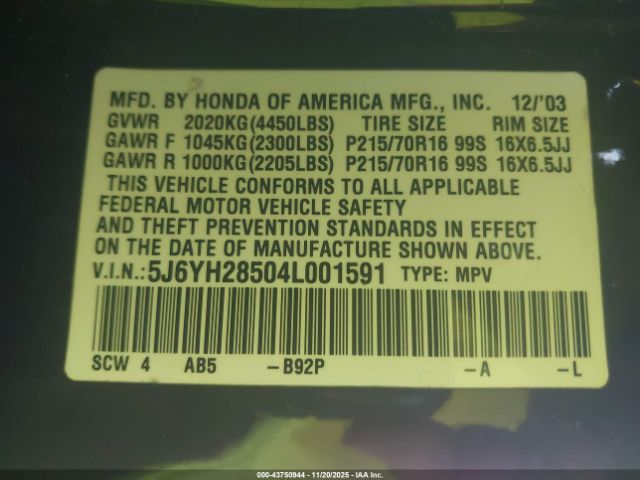 MFD. BY HONDA OF AMERICA MFG., INC. 12/'03
GVWR 2020KG(4450LBS) TIRE SIZE RIM SIZE
GAWR F 1045KG(2300LBS) P215/70R16 99S 16X6.5JJ
GAWR R 1000KG(2205LBS) P215/70R16 99S 16X6.5JJ
THIS VEHICLE CONFORMS TO ALL APPLICABLE
FEDERAL MOTOR VEHICLE SAFETY
AND THEFT PREVENTION STANDARDS IN EFFECT
ON THE DATE OF MANUFACTURE SHOWN ABOVE.
V.I.N.:5J6YH28504L001591 TYPE: MPV
SCW 4 AB5 -B92P -A -L
000-43750944 - 11/20/2025 - IAA Inc.